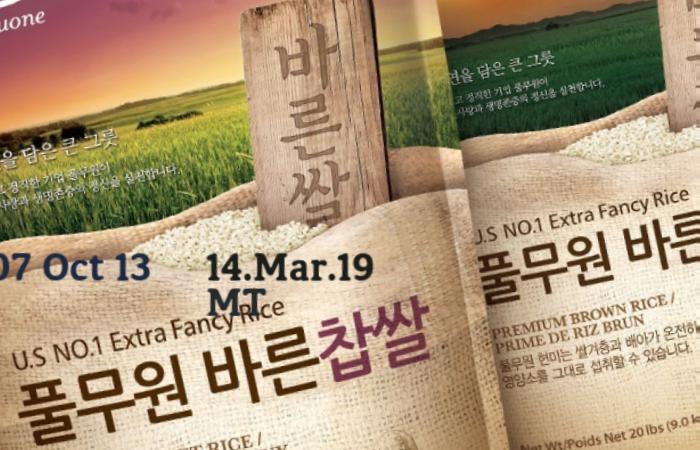 uone
바른쌀
담은 큰 그릇
정직한 기업 풀무원이
사랑과 생명존중의 정신을 실천합니다.
07 Oct 13
14.Mar.19
MT
U.S NO.1 Extra Fancy Rice
풀무원 바른찹쌀
RICE /
연을 담은 큰 그릇
고 정직한 기업 풀무원이
사랑과 생명존중의 정신을 실천합니다.
U.S NO.1 Extra Fancy Rice
풀무원 바른
PREMIUM BROWN RICE /
PRIME DE RIZ BRUN
풀무원 현미는 쌀겨층과 배아가 온전한
영양소를 그대로 섭취할 수 있습니다.
Net Wt/Poids Net 20 lbs (9.0 k